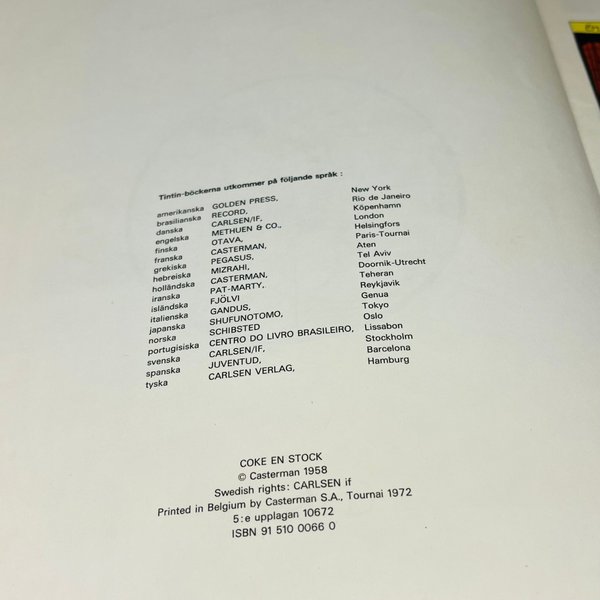 Tintin-böckerna utkommer på följande språk :
amerikanska GOLDEN PRESS, New York
brasilianska RECORD, Rio de Janeiro
danska CARLSEN/IF, Köpenhamn
engelska METHUEN & CO., London
finska OTAVA, Helsingfors
franska CASTERMAN, Paris-Tournai
grekiska PEGASUS, Aten
hebreiska MIZRAHI, Tel Aviv
holländska CASTERMAN, Doornik-Utrecht
iranska PAT-MARTY, Teheran
isländska FJÖLVI Reykjavik
italienska GANDUS, Genua
japanska SHUFUNOTOMO, Tokyo
norska SCHIBSTED Oslo
portugisiska CENTRO DO LIVRO BRASILEIRO, Lissabon
svenska CARLSEN/IF, Stockholm
spanska JUVENTUD, Barcelona
tyska CARLSEN VERLAG, Hamburg
COKE EN STOCK
© Casterman 1958
Swedish rights: CARLSEN if
Printed in Belgium by Casterman S.A., Tournai 1972
5:e upplagan 10672
ISBN 91 510 0066 0